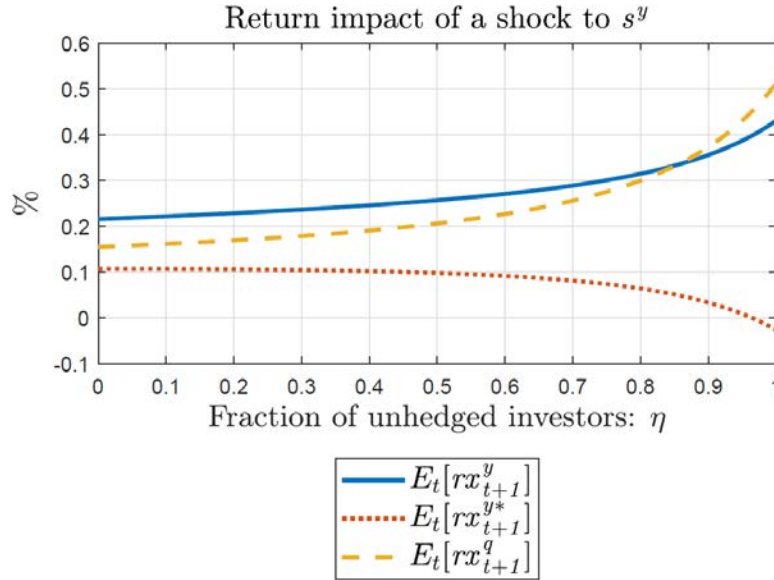 Return impact of a shock to s^y
0.6
0.5
0.4
0.3
0.2
0.1
0
-0.1
%
0 0.1 0.2 0.3 0.4 0.5 0.6 0.7 0.8 0.9
Fraction of unhedged investors: η
E_t[rx^y_{t+1}]
E_t[rx^{y*}_{t+1}]
E_t[rx^q_{t+1}]